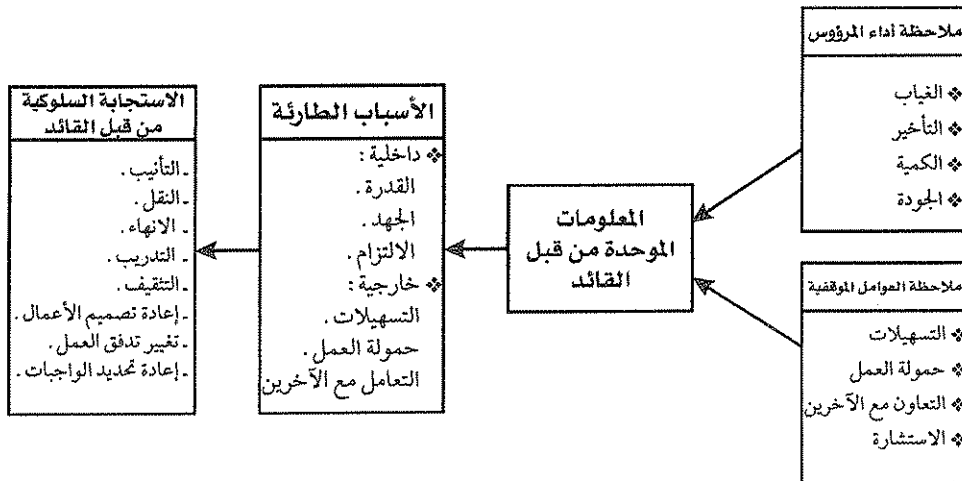 ملاحظة أداء المرؤوس
❖ الغياب
❖ التأخير
❖ الكمية
❖ الجودة
ملاحظة العوامل الموقفية
❖ التسهيلات
❖ حمولة العمل
❖ التعاون مع الآخرين
❖ الاستشارة
المعلومات
الموحدة من قبل
القائد
الأسباب الطارئة
❖ داخلية :
القدرة .
الجهد .
الالتزام .
❖ خارجية :
التسهيلات .
حمولة العمل .
التعامل مع الآخرين
الاستجابة السلوكية
من قبل القائد
ـ التأنيب .
ـ النقل .
ـ الانهاء .
ـ التدريب .
ـ التثقيف .
ـ إعادة تصميم الأعمال .
ـ تغيير تدفق العمل .
ـ إعادة تحديد الواجبات .